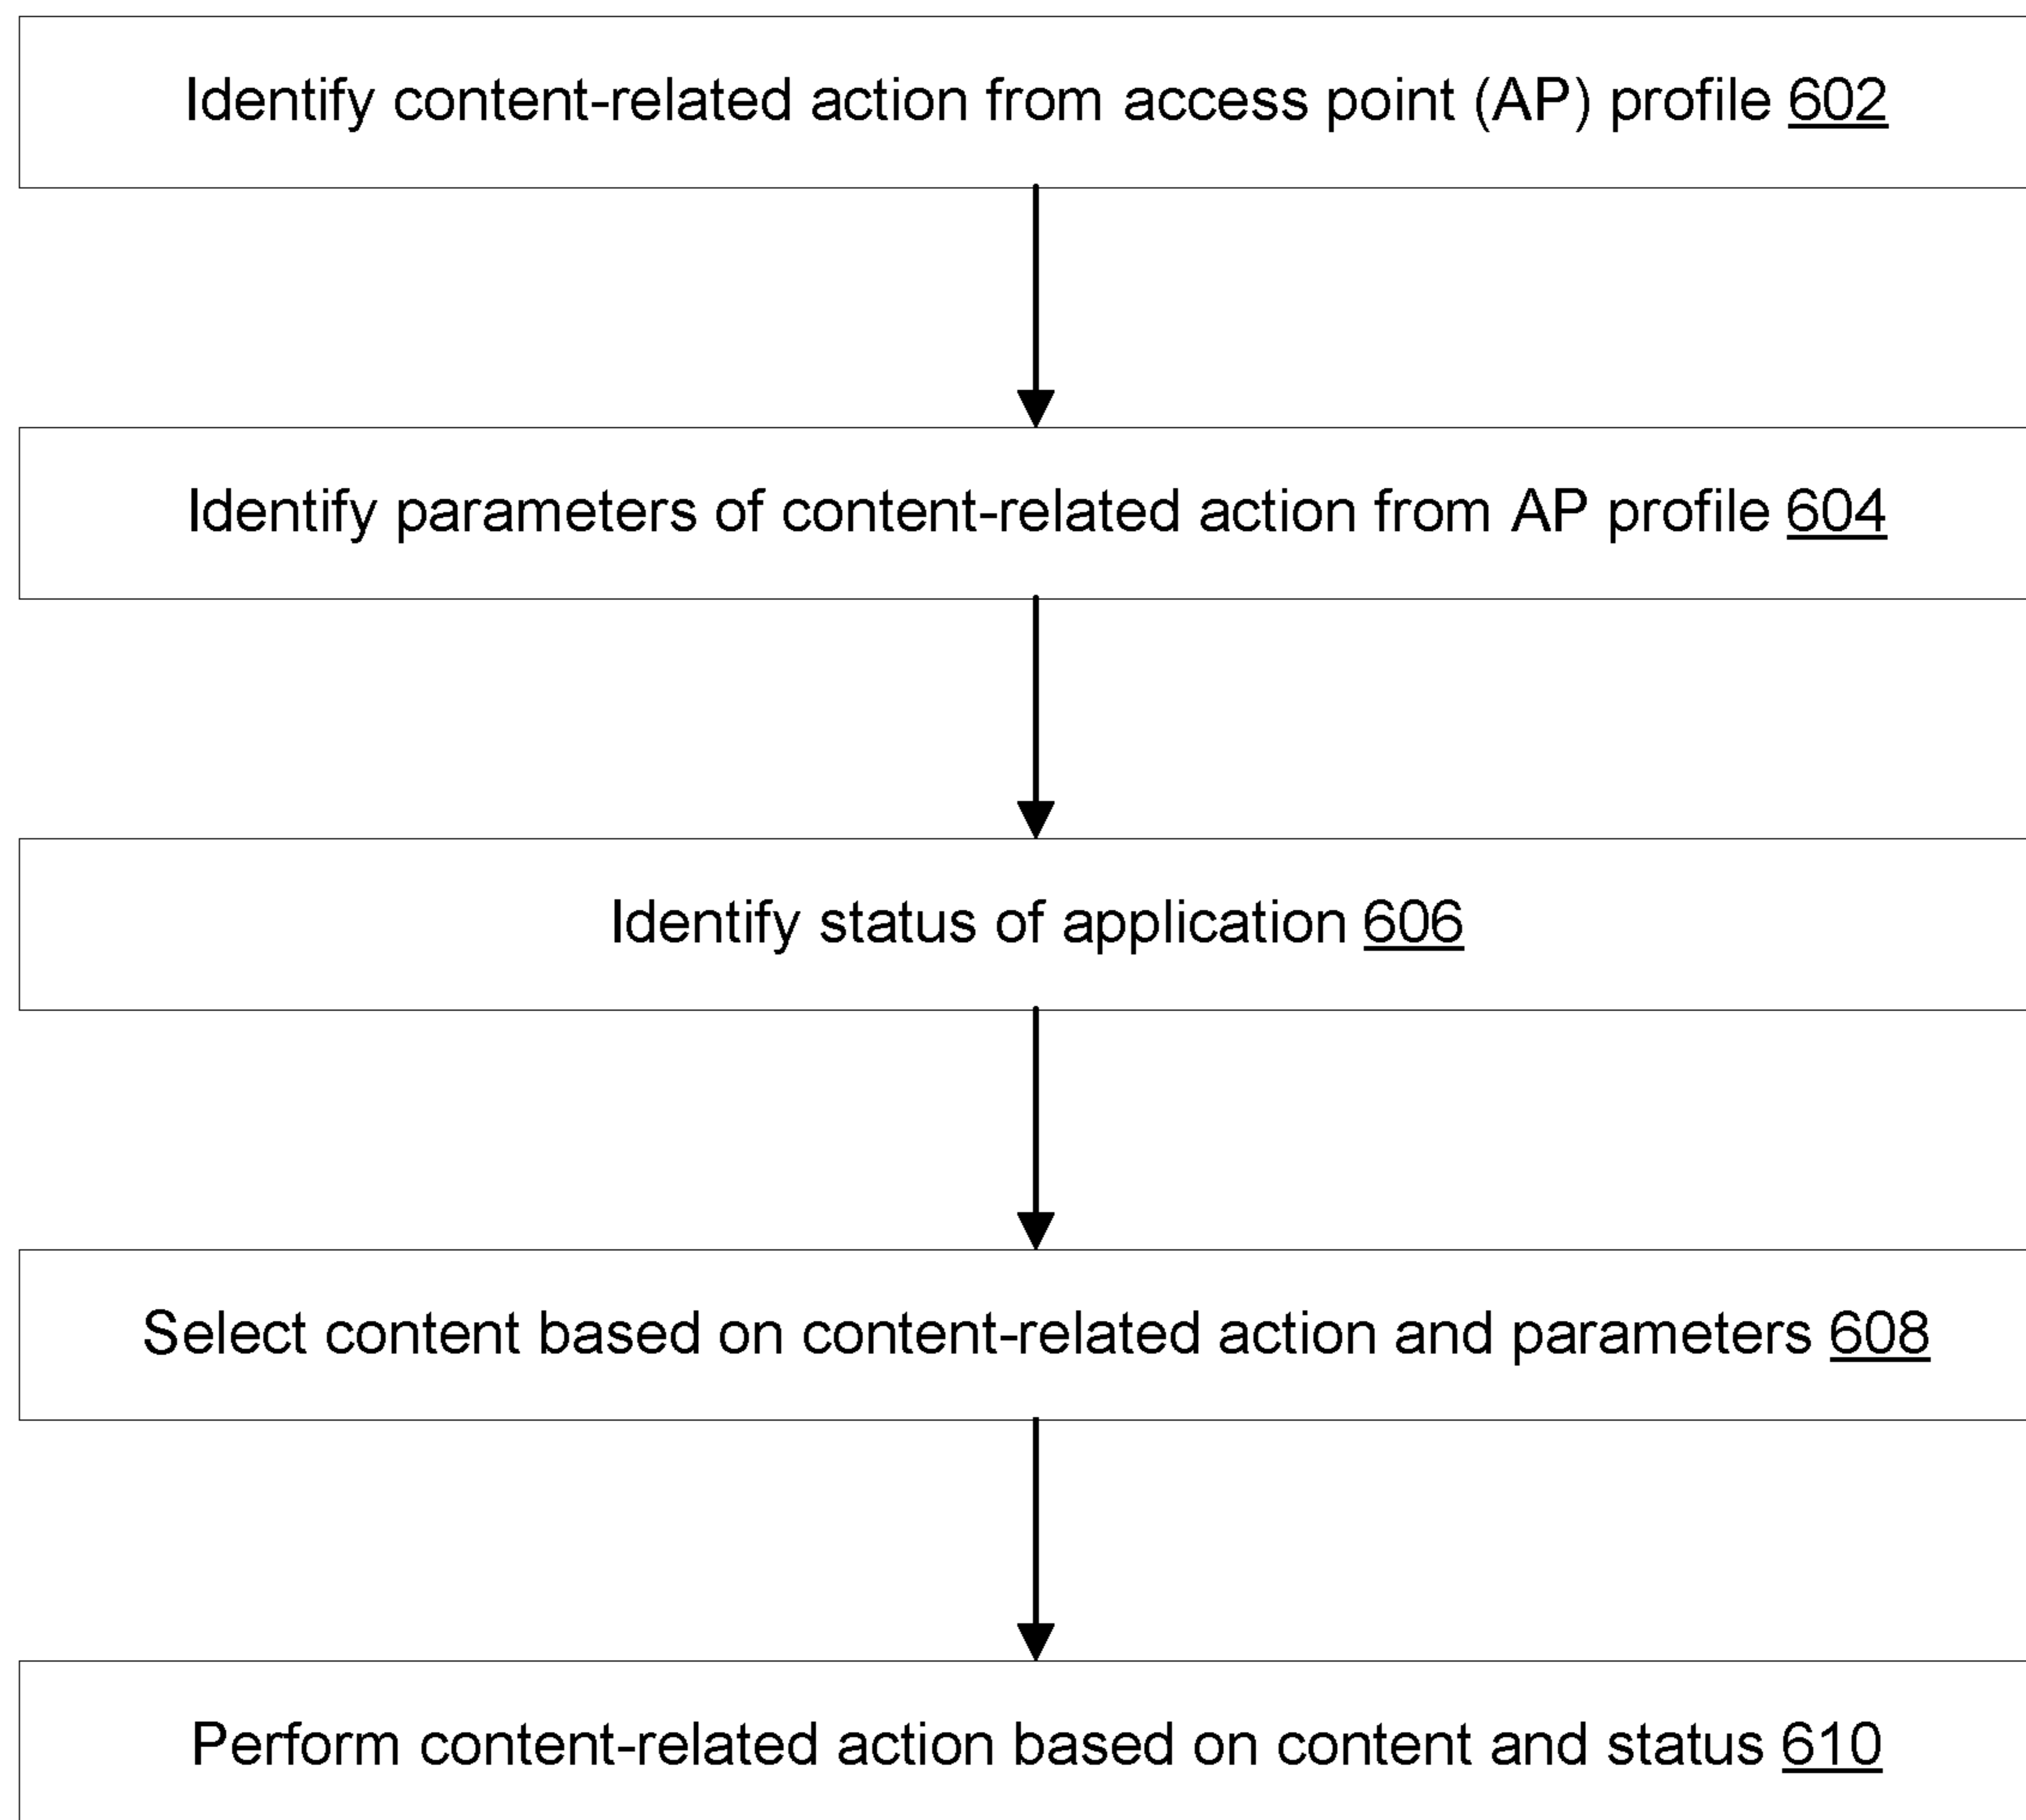 Identify content-related action from access point (AP) profile 602
Identify parameters of content-related action from AP profile 604
Identify status of application 606
Select content based on content-related action and parameters 608
Perform content-related action based on content and status 610